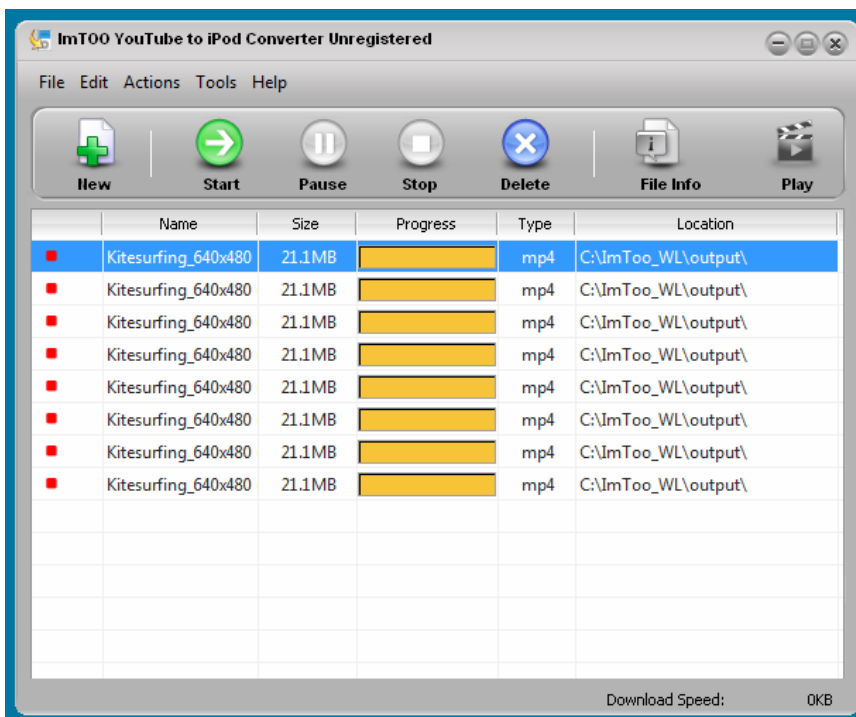 ImTOO YouTube to iPod Converter Unregistered
File Edit Actions Tools Help
New Start Pause Stop Delete File Info Play
Name Size Progress Type Location
Kitesurfing_640x480 21.1MB mp4 C:\ImToo_WL\output\
Kitesurfing_640x480 21.1MB mp4 C:\ImToo_WL\output\
Kitesurfing_640x480 21.1MB mp4 C:\ImToo_WL\output\
Kitesurfing_640x480 21.1MB mp4 C:\ImToo_WL\output\
Kitesurfing_640x480 21.1MB mp4 C:\ImToo_WL\output\
Kitesurfing_640x480 21.1MB mp4 C:\ImToo_WL\output\
Kitesurfing_640x480 21.1MB mp4 C:\ImToo_WL\output\
Kitesurfing_640x480 21.1MB mp4 C:\ImToo_WL\output\
Download Speed: 0KB